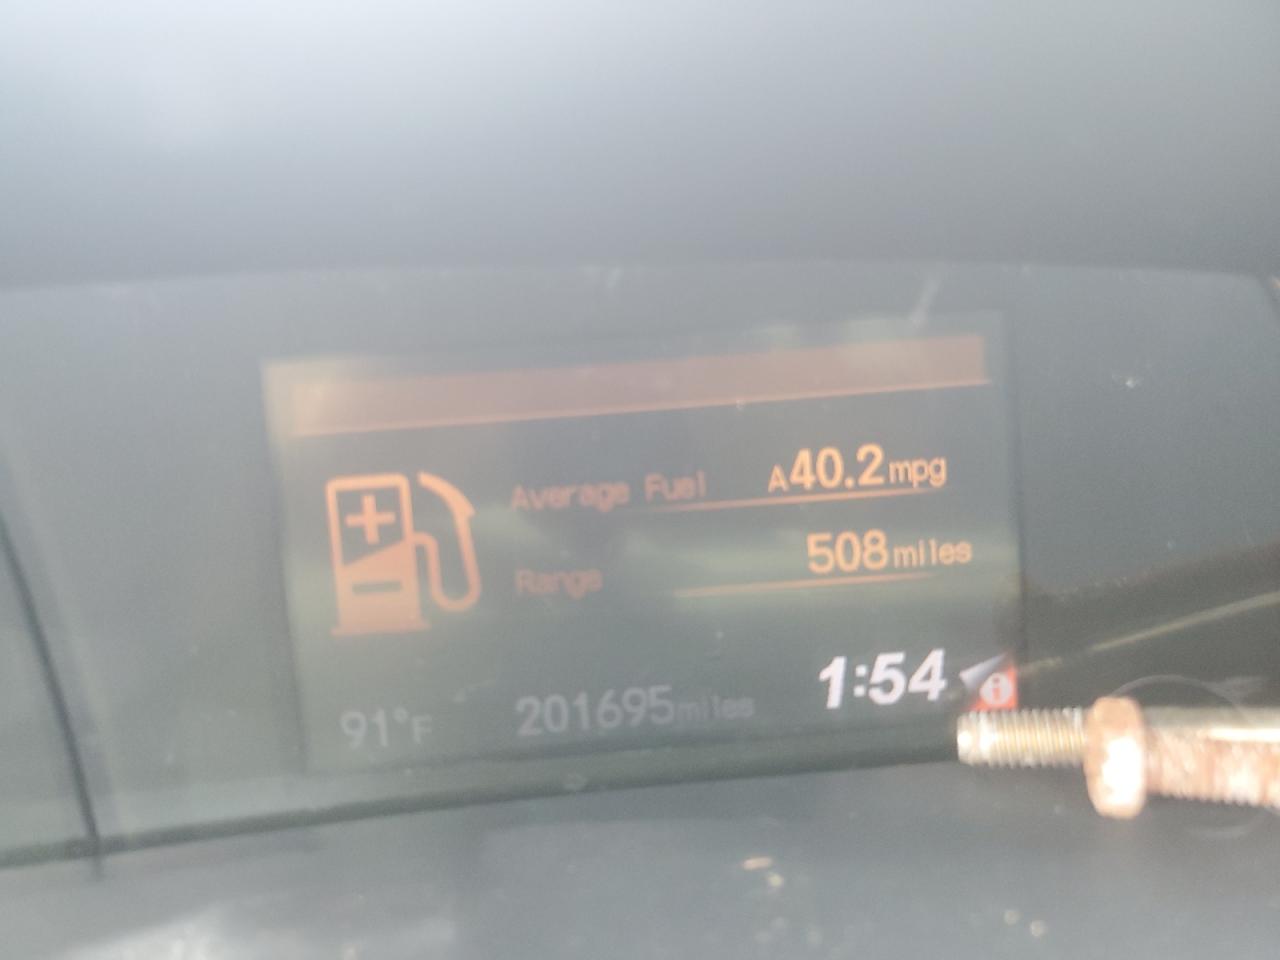 Average Fuel A40.2mpg
Range 508miles
91°F 201695miles 1:54 i